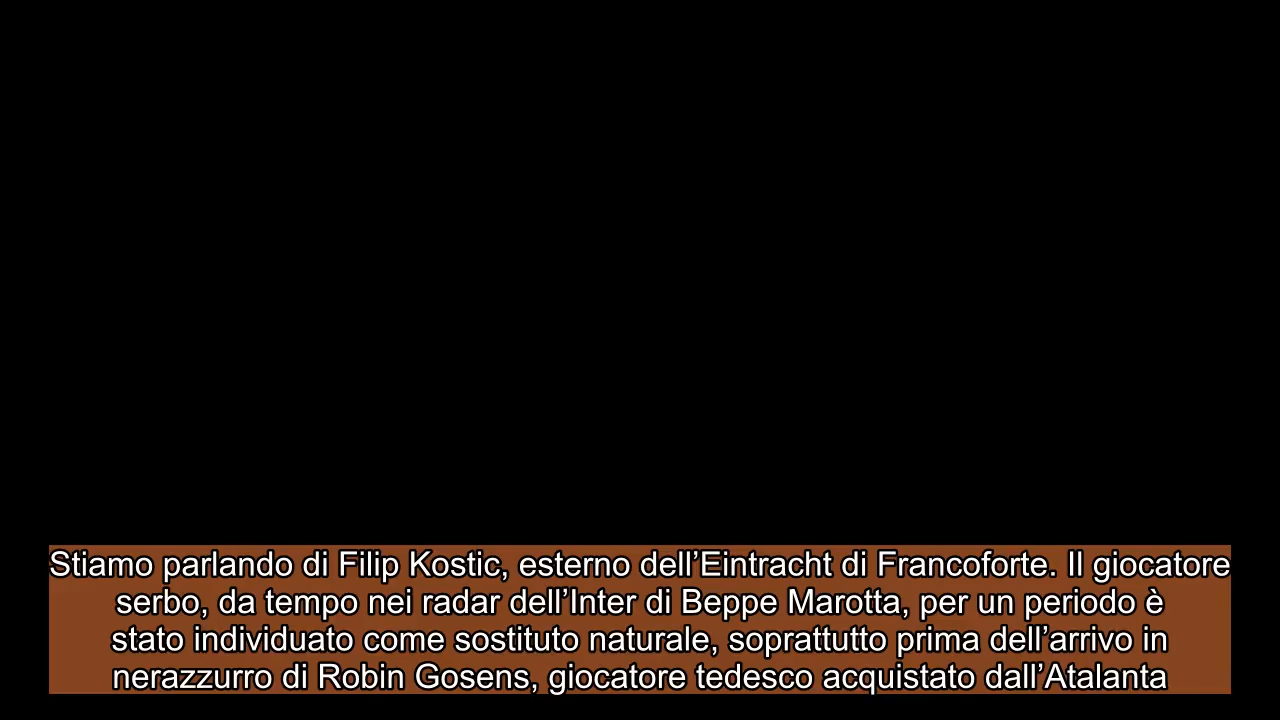 Stiamo parlando di Filip Kostic, esterno dell’Eintracht di Francoforte. Il giocatore
serbo, da tempo nei radar dell’Inter di Beppe Marotta, per un periodo è
stato individuato come sostituto naturale, soprattutto prima dell’arrivo in
nerazzurro di Robin Gosens, giocatore tedesco acquistato dall’Atalanta